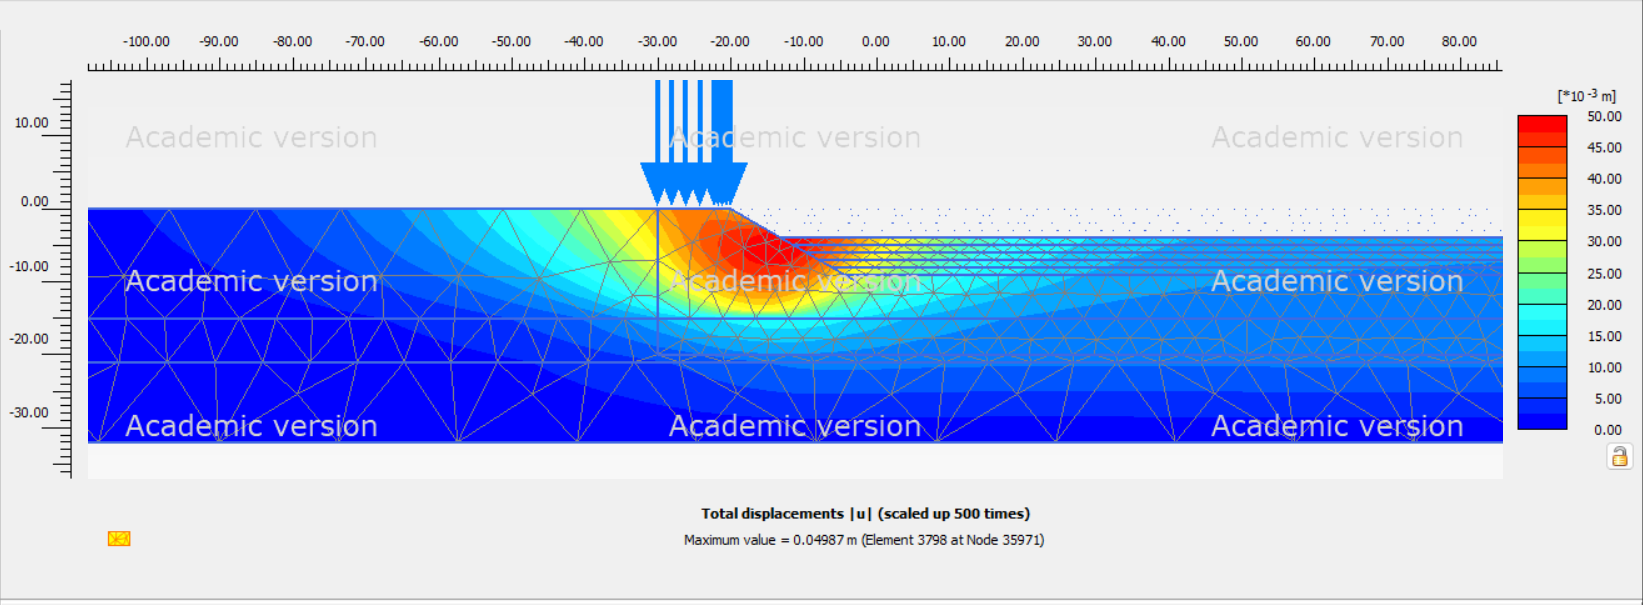 -100.00 -90.00 -80.00 -70.00 -60.00 -50.00 -40.00 -30.00 -20.00 -10.00 0.00 10.00 20.00 30.00 40.00 50.00 60.00 70.00 80.00
[*10 -3 m]
50.00
10.00
Academic version Academic version Academic version
45.00
40.00
0.00
35.00
30.00
-10.00
25.00
Academic version Academic version Academic version
20.00
-20.00
15.00
10.00
5.00
-30.00
Academic version Academic version Academic version
0.00
Total displacements |u| (scaled up 500 times)
Maximum value = 0.04987 m (Element 3798 at Node 35971)